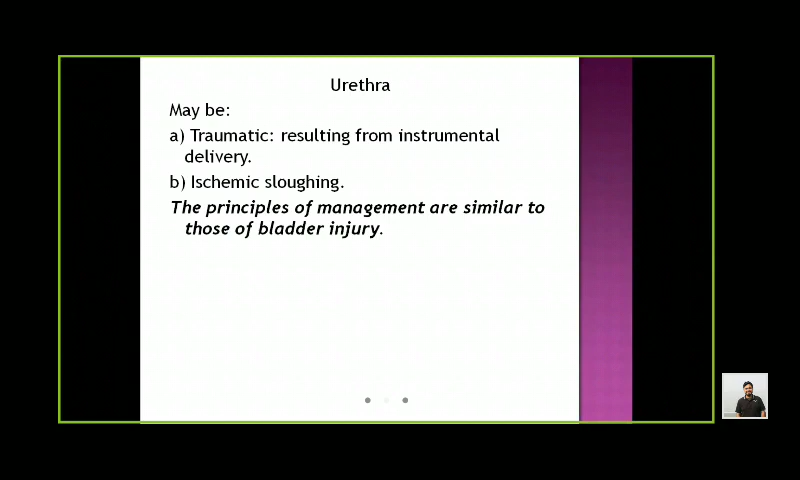 Urethra
May be:
a) Traumatic: resulting from instrumental
delivery.
b) Ischemic sloughing.
The principles of management are similar to
those of bladder injury.